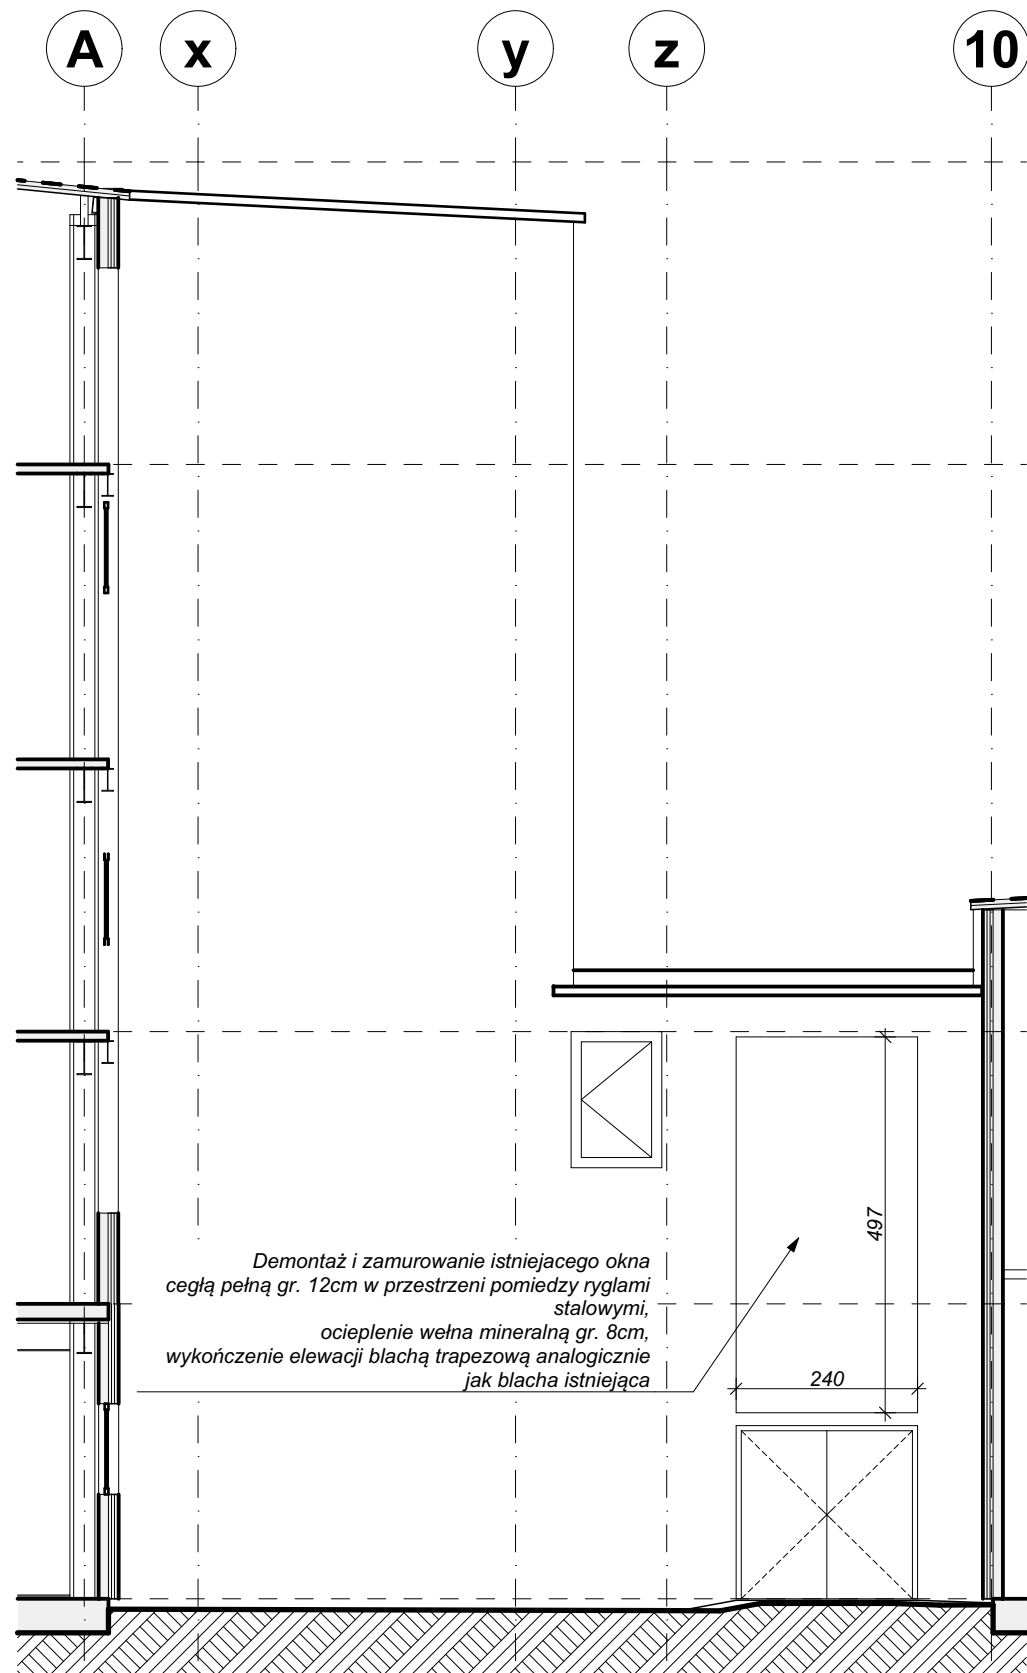 A x y z 10
Demontaż i zamurowanie istniejacego okna
cegłą pełną gr. 12cm w przestrzeni pomiedzy ryglami
stalowymi,
ocieplenie wełna mineralną gr. 8cm,
wykończenie elewacji blachą trapezową analogicznie
jak blacha istniejąca
497
240